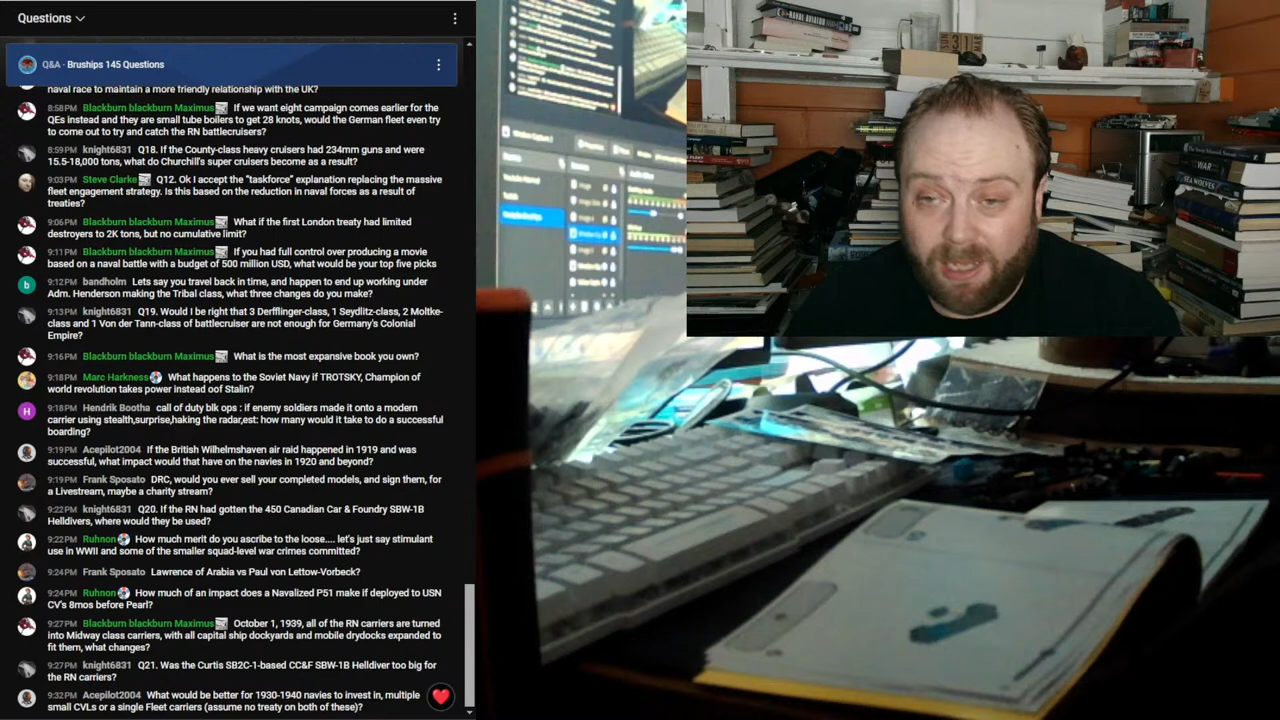 Questions
Q&A · Bruships 145 Questions
naval race to maintain a more friendly relationship with the UK?
8:58PM Blackburn blackburn Maximus If we want eight campaign comes earlier for the
QEs instead and they are small tube boilers to get 28 knots, would the German fleet even try
to come out to try and catch the RN battlecruisers?
8:59PM knight6831 Q18. If the County-class heavy cruisers had 234mm guns and were
15.5-18,000 tons, what do Churchill's super cruisers become as a result?
9:03PM Steve Clarke Q12. Ok I accept the "taskforce" explanation replacing the massive
fleet engagement strategy. Is this based on the reduction in naval forces as a result of
treaties?
9:06PM Blackburn blackburn Maximus What if the first London treaty had limited
destroyers to 2K tons, but no cumulative limit?
9:11PM Blackburn blackburn Maximus If you had full control over producing a movie
based on a naval battle with a budget of 500 million USD, what would be your top five picks
9:12PM bandholm Lets say you travel back in time, and happen to end up working under
Adm. Henderson making the Tribal class, what three changes do you make?
9:13PM knight6831 Q19. Would I be right that 3 Derfflinger-class, 1 Seydlitz-class, 2 Moltke-
class and 1 Von der Tann-class of battlecruiser are not enough for Germany's Colonial
Empire?
9:16PM Blackburn blackburn Maximus What is the most expansive book you own?
9:18PM Marc Harkness What happens to the Soviet Navy if TROTSKY, Champion of
world revolution takes power instead oof Stalin?
9:18PM Hendrik Bootha call of duty blk ops : if enemy soldiers made it onto a modern
carrier using stealth,surprise,haking the radar,est: how many would it take to do a successful
boarding?
9:19PM Acepilot2004 If the British Wilhelmshaven air raid happened in 1919 and was
successful, what impact would that have on the navies in 1920 and beyond?
9:19PM Frank Sposato DRC, would you ever sell your completed models, and sign them, for
a Livestream, maybe a charity stream?
9:22PM knight6831 Q20. If the RN had gotten the 450 Canadian Car & Foundry SBW-1B
Helldivers, where would they be used?
9:22PM Ruhnon How much merit do you ascribe to the loose.... let's just say stimulant
use in WWII and some of the smaller squad-level war crimes committed?
9:24PM Frank Sposato Lawrence of Arabia vs Paul von Lettow-Vorbeck?
9:24PM Ruhnon How much of an impact does a Navalized P51 make if deployed to USN
CV's 8mos before Pearl?
9:27PM Blackburn blackburn Maximus October 1, 1939, all of the RN carriers are turned
into Midway class carriers, with all capital ship dockyards and mobile drydocks expanded to
fit them, what changes?
9:27PM knight6831 Q21. Was the Curtis SB2C-1-based CC&F SBW-1B Helldiver too big for
the RN carriers?
9:32PM Acepilot2004 What would be better for 1930-1940 navies to invest in, multiple
small CVLs or a single Fleet carriers (assume no treaty on both of these)?
NAVAL AVIATOR
WAR
SEA WOLVES